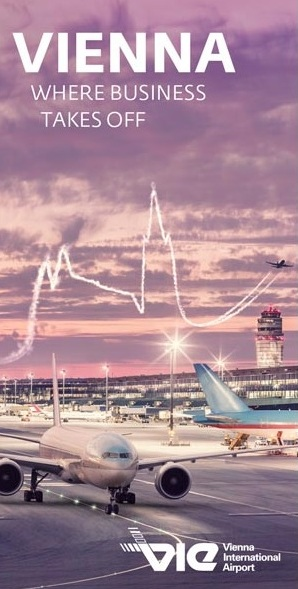 VIENNA
WHERE BUSINESS
TAKES OFF
VIE
Vienna
International
Airport